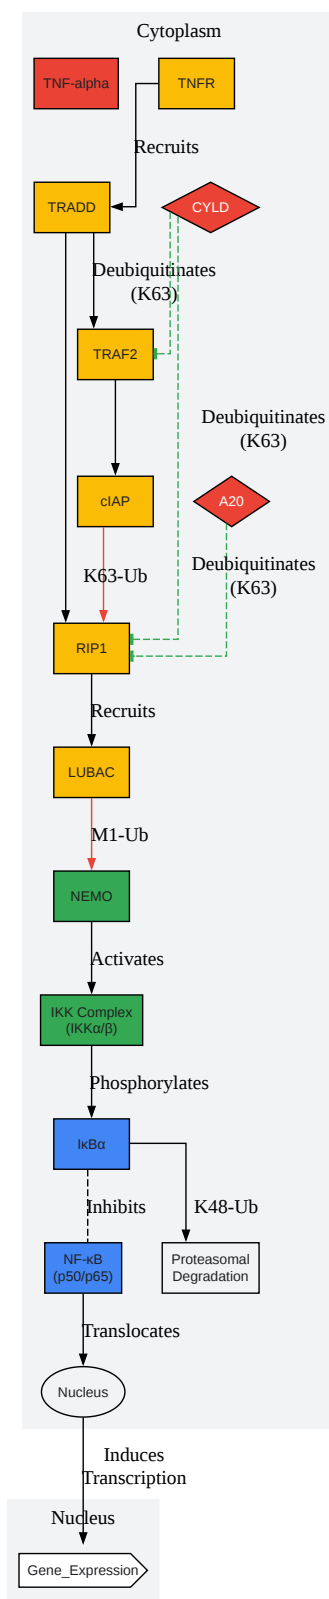 Cytoplasm
TNF-alpha
TNFR
Recruits
TRADD
CYLD
Deubiquitinates
(K63)
TRAF2
Deubiquitinates
(K63)
cIAP
A20
K63-Ub
Deubiquitinates
(K63)
RIP1
Recruits
LUBAC
M1-Ub
NEMO
Activates
IKK Complex
(IKKα/β)
Phosphorylates
IκBα
Inhibits
K48-Ub
NF-κB
(p50/p65)
Proteasomal
Degradation
Translocates
Nucleus
Induces
Transcription
Nucleus
Gene_Expression